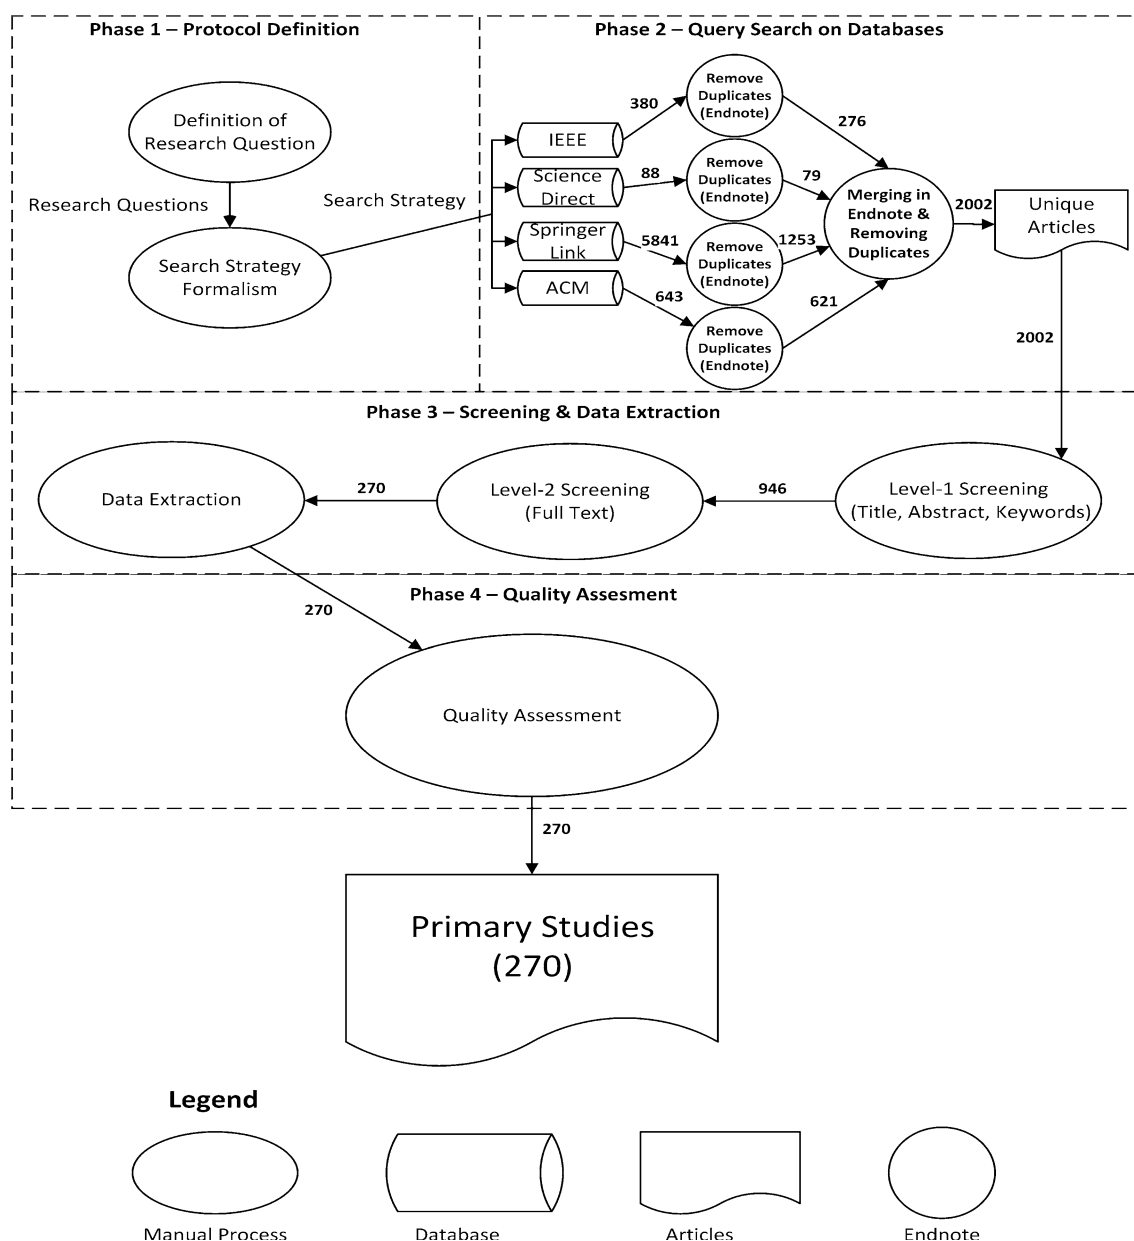 Phase 1 – Protocol Definition
Definition of
Research Question
Research Questions
Search Strategy
Formalism
Search Strategy
Phase 2 – Query Search on Databases
IEEE
Science
Direct
Springer
Link
ACM
380
88
5841
643
Remove
Duplicates
(Endnote)
Remove
Duplicates
(Endnote)
Remove
Duplicates
(Endnote)
Remove
Duplicates
(Endnote)
276
79
1253
621
Merging in
Endnote &
Removing
Duplicates
2002
Unique
Articles
2002
Phase 3 – Screening & Data Extraction
Level-1 Screening
(Title, Abstract, Keywords)
946
Level-2 Screening
(Full Text)
270
Data Extraction
270
Phase 4 – Quality Assesment
Quality Assessment
270
Primary Studies
(270)
Legend
Manual Process
Database
Articles
Endnote